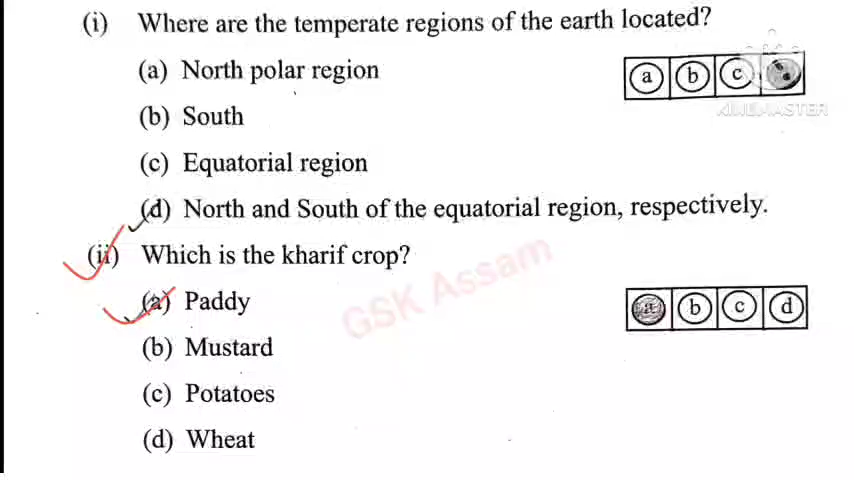 (i) Where are the temperate regions of the earth located?
(a) North polar region
a b c
KINEMASTER
(b) South
(c) Equatorial region
(d) North and South of the equatorial region, respectively.
(ii) Which is the kharif crop?
GSK Assam
(a) Paddy
a b c d
(b) Mustard
(c) Potatoes
(d) Wheat